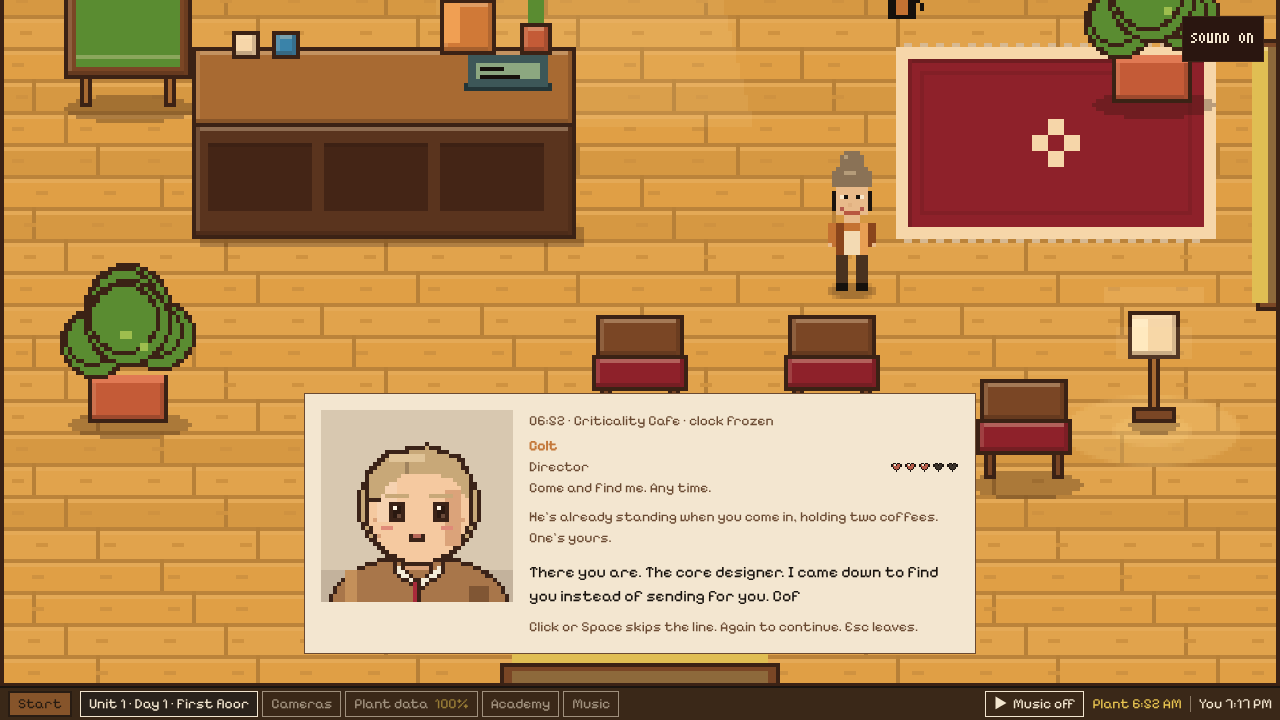 SOUND ON
06:52 · Criticality Cafe · clock frozen
Colt
Director
Come and find me. Any time.
He's already standing when you come in, holding two coffees.
One's yours.
There you are. The core designer. I came down to find
you instead of sending for you. Cof
Click or Space skips the line. Again to continue. Esc leaves.
Start
Unit 1 · Day 1 · First floor
Cameras
Plant data 100%
Academy
Music
Music off
Plant 6:52 AM
You 7:17 PM